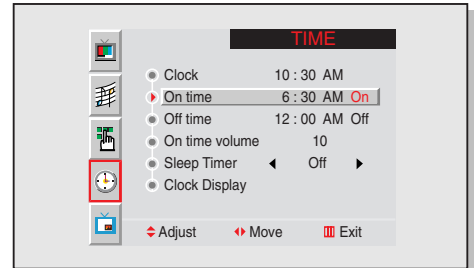 TIME
Clock 10 : 30 AM
On time 6 : 30 AM On
Off time 12 : 00 AM Off
On time volume 10
Sleep Timer Off
Clock Display
Adjust Move Exit